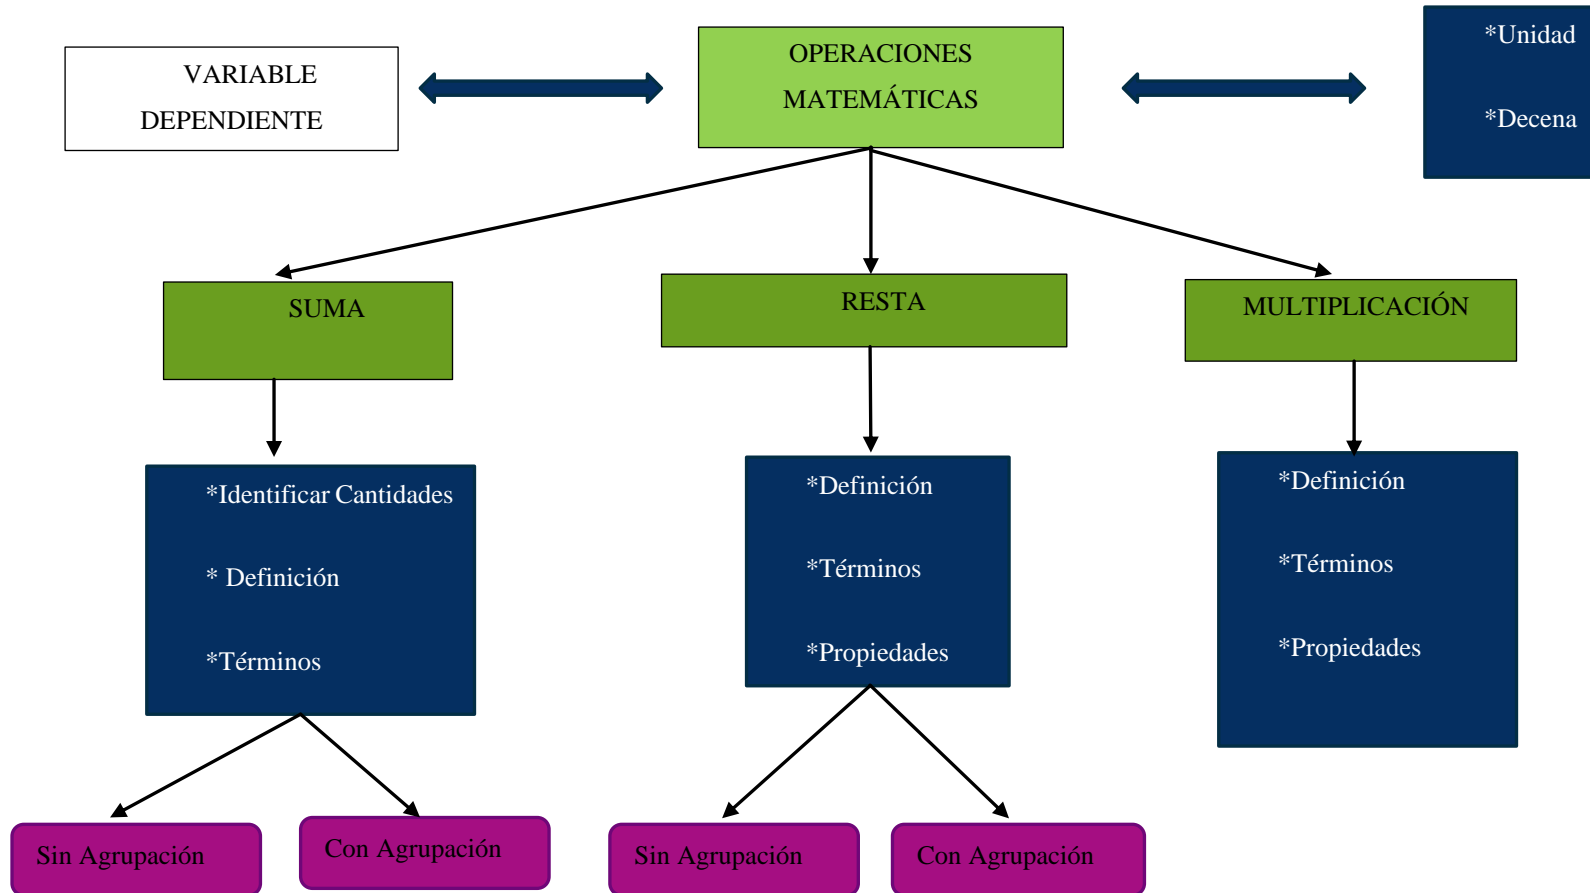 VARIABLE
DEPENDIENTE
OPERACIONES
MATEMÁTICAS
*Unidad
*Decena
SUMA
RESTA
MULTIPLICACIÓN
*Identificar Cantidades
* Definición
*Términos
*Definición
*Términos
*Propiedades
*Definición
*Términos
*Propiedades
Sin Agrupación
Con Agrupación
Sin Agrupación
Con Agrupación